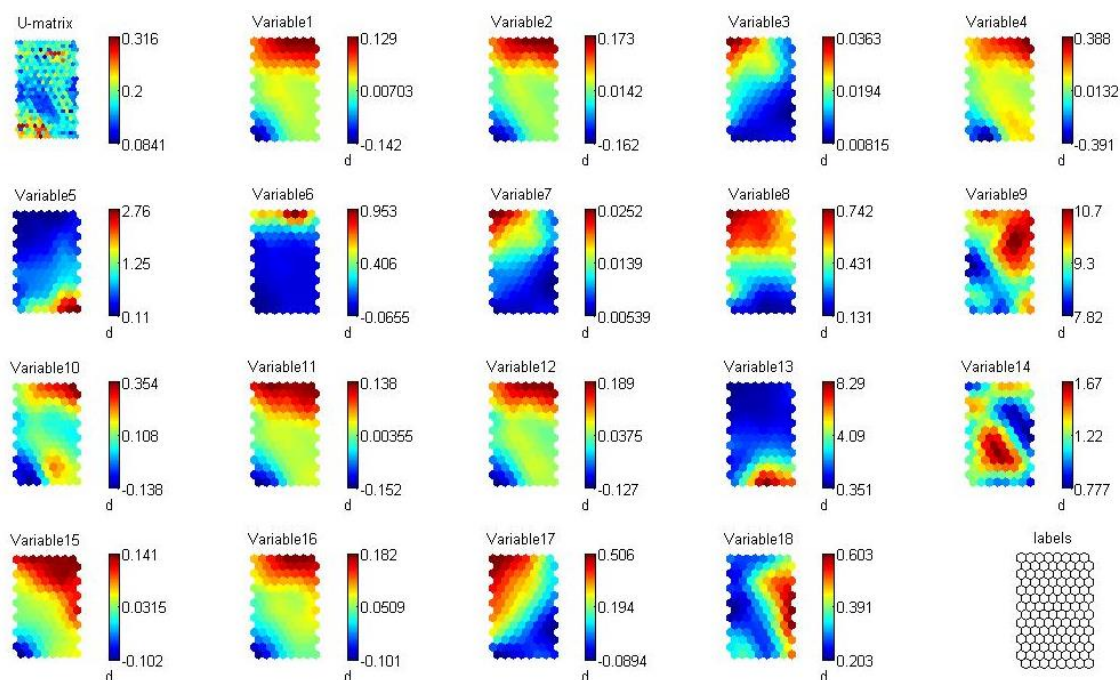 U-matrix
0.316
0.2
0.0841
Variable1
0.129
0.00703
-0.142
d
Variable2
0.173
0.0142
-0.162
d
Variable3
0.0363
0.0194
0.00815
d
Variable4
0.388
0.0132
-0.391
d
Variable5
2.76
1.25
0.11
d
Variable6
0.953
0.406
-0.0655
d
Variable7
0.0252
0.0139
0.00539
d
Variable8
0.742
0.431
0.131
d
Variable9
10.7
9.3
7.82
d
Variable10
0.354
0.108
-0.138
d
Variable11
0.138
0.00355
-0.152
d
Variable12
0.189
0.0375
-0.127
d
Variable13
8.29
4.09
0.351
d
Variable14
1.67
1.22
0.777
d
Variable15
0.141
0.0315
-0.102
d
Variable16
0.182
0.0509
-0.101
d
Variable17
0.506
0.194
-0.0894
d
Variable18
0.603
0.391
0.203
d
labels